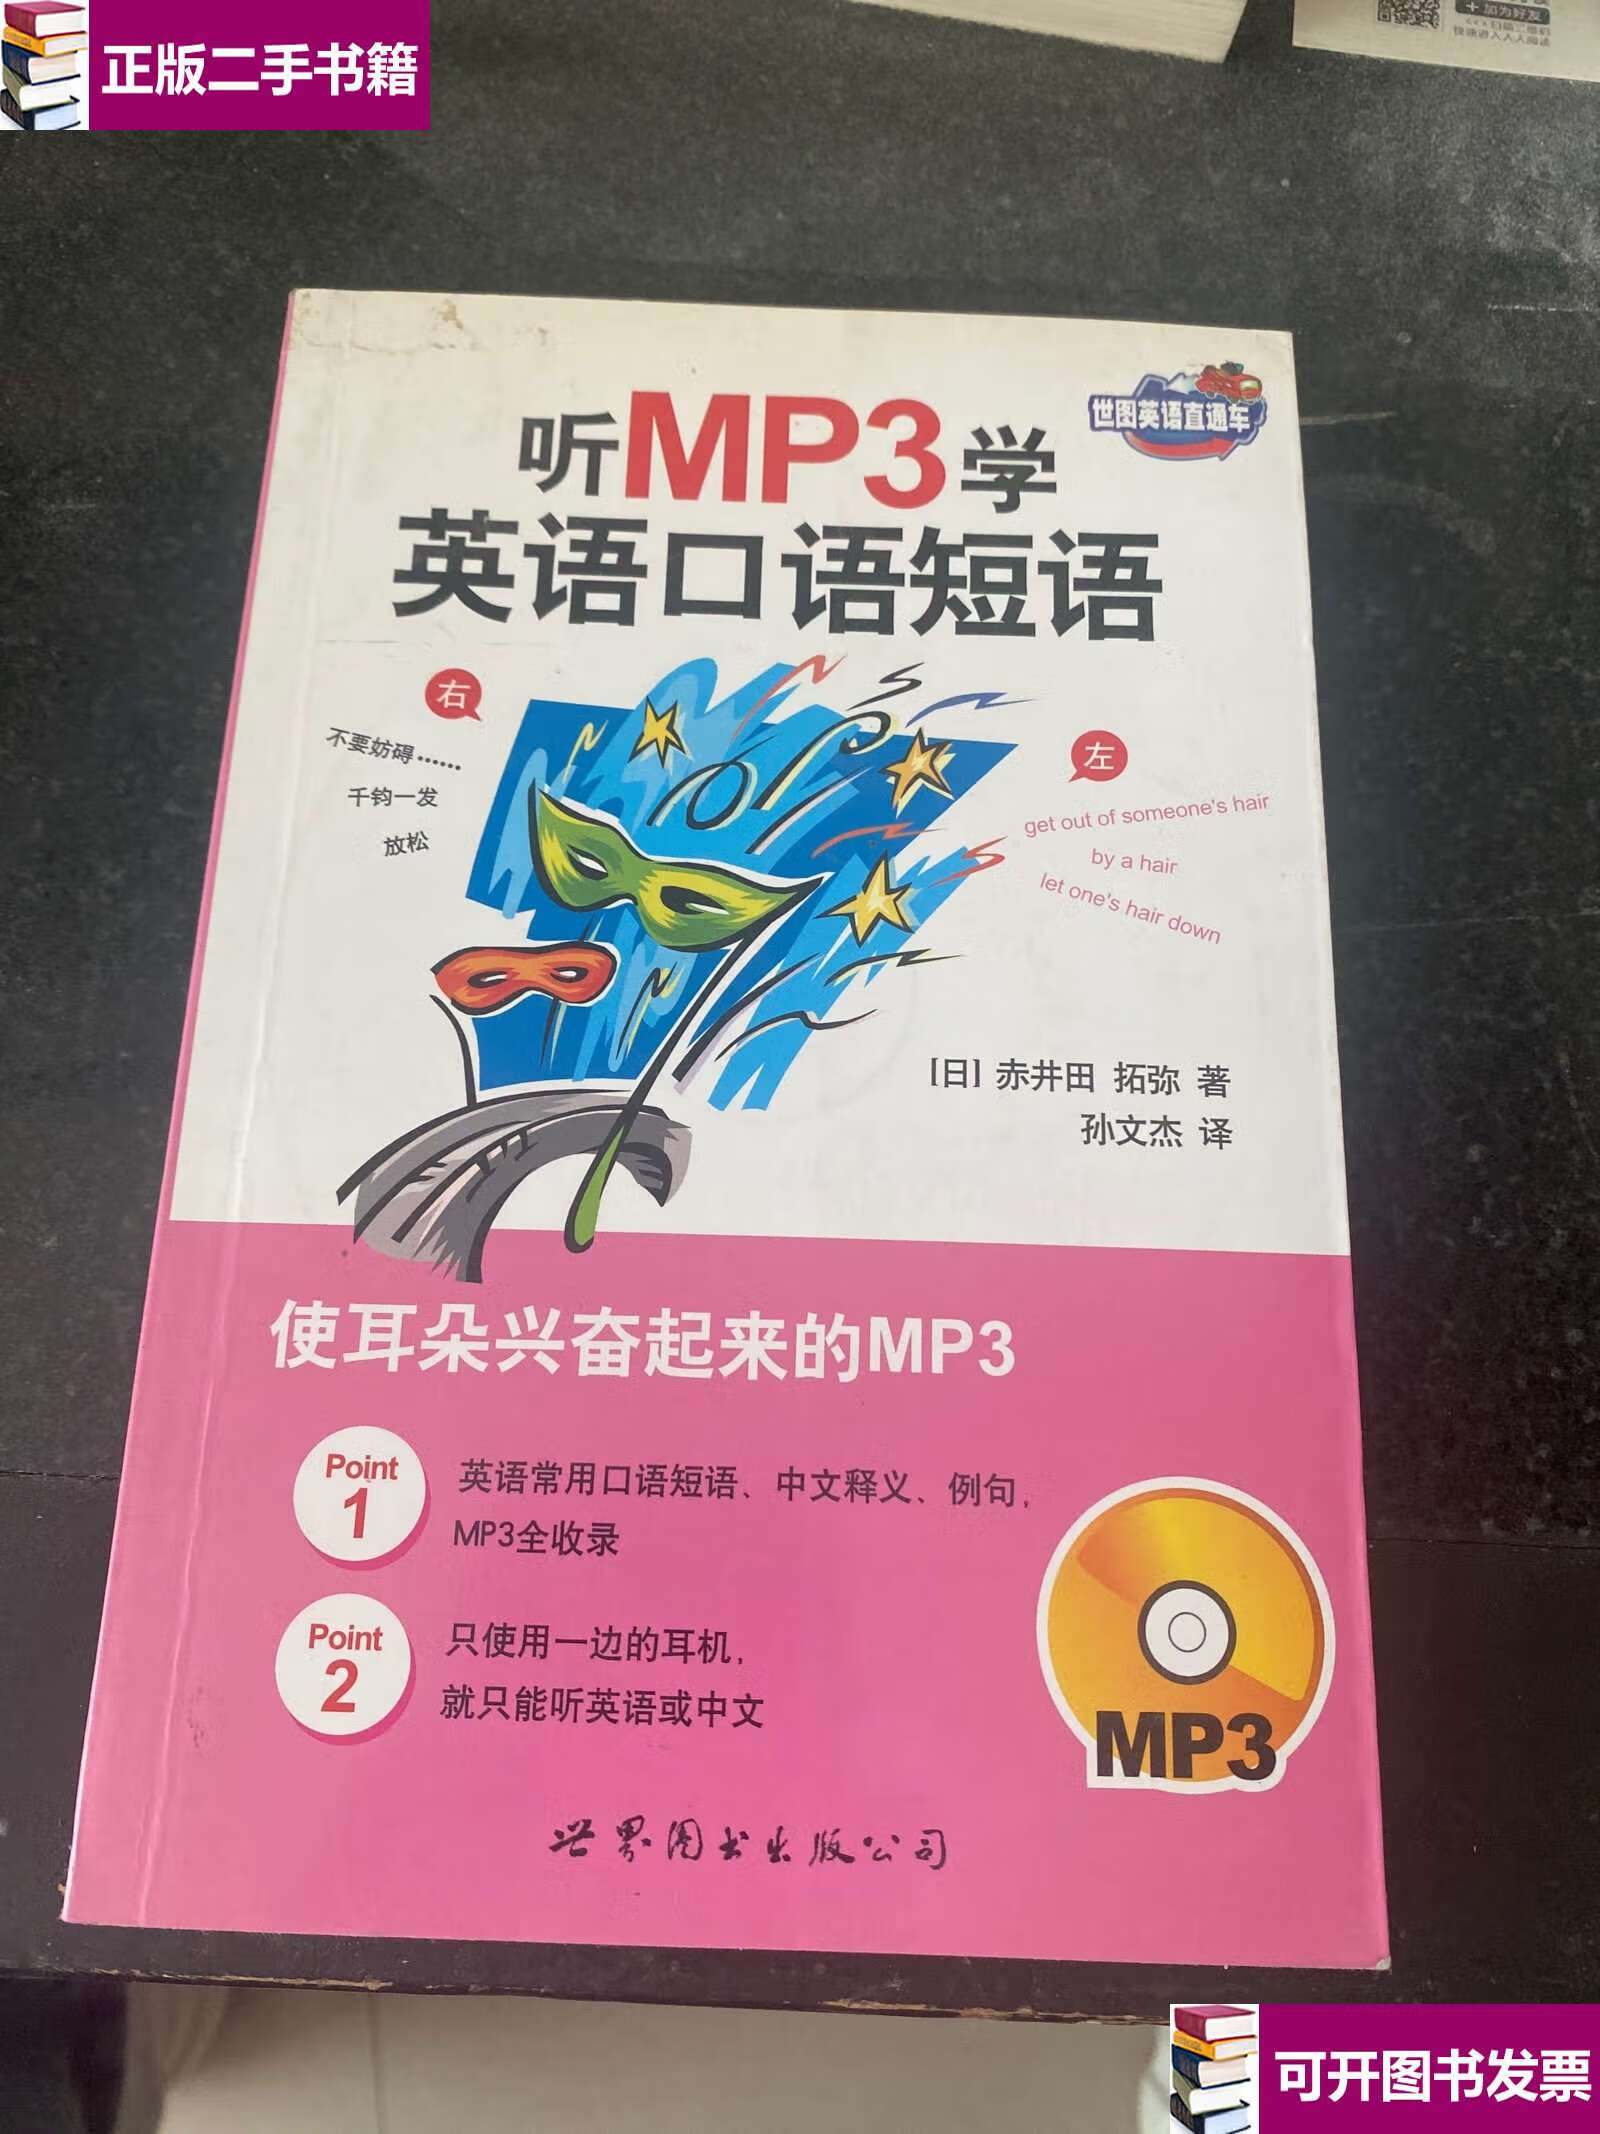 正版二手书籍
+ 加为好友
听MP3学
英语口语短语
世图英语直通车
右
不要妨碍……
千钧一发
放松
左
get out of someone's hair
by a hair
let one's hair down
[日] 赤井田 拓弥 著
孙文杰 译
使耳朵兴奋起来的MP3
Point
1
英语常用口语短语、中文释义、例句，
MP3全收录
Point
2
只使用一边的耳机，
就只能听英语或中文
MP3
世界图书出版公司
可开图书发票